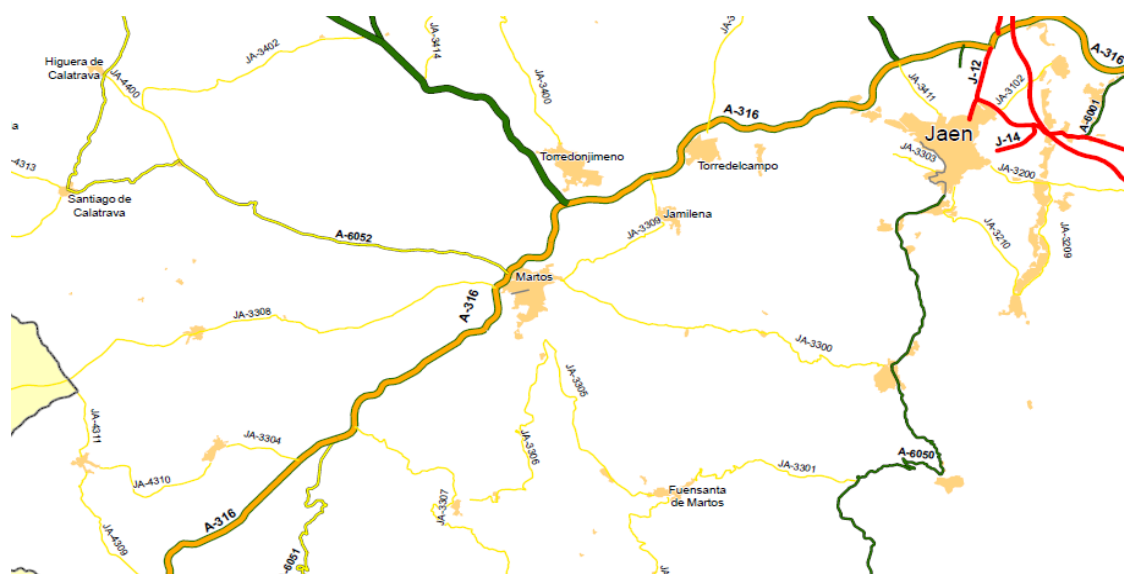 JA-3402
JA-3414
JA-3
A-316
Higuera de
Calatrava
JA-4400
JA-3400
J-12
JA-3102
JA-3411
A-316
A-6001
a
Jaen
J-14
Torredonjimeno
Torredelcampo
JA-3303
-4313
JA-3200
Santiago de
Calatrava
A-6052
JA-3309
Jamilena
JA-3210
JA-3209
Martos
A-316
JA-3308
JA-3300
JA-3305
JA-4311
JA-3304
JA-3306
A-6050
JA-4310
JA-3301
Fuensanta
de Martos
JA-3307
A-316
JA-4309
-6051